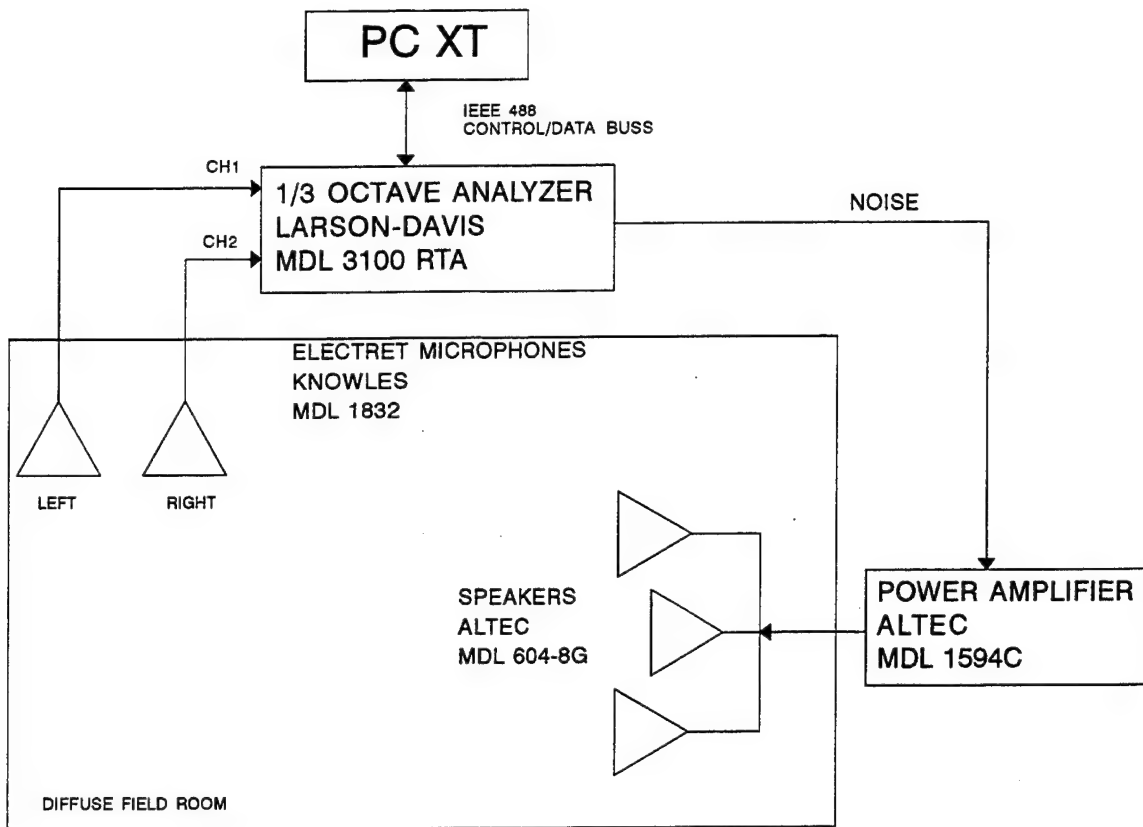 PC XT
IEEE 488
CONTROL/DATA BUSS
CH1
1/3 OCTAVE ANALYZER
LARSON-DAVIS
MDL 3100 RTA
CH2
NOISE
ELECTRET MICROPHONES
KNOWLES
MDL 1832
LEFT
RIGHT
SPEAKERS
ALTEC
MDL 604-8G
POWER AMPLIFIER
ALTEC
MDL 1594C
DIFFUSE FIELD ROOM